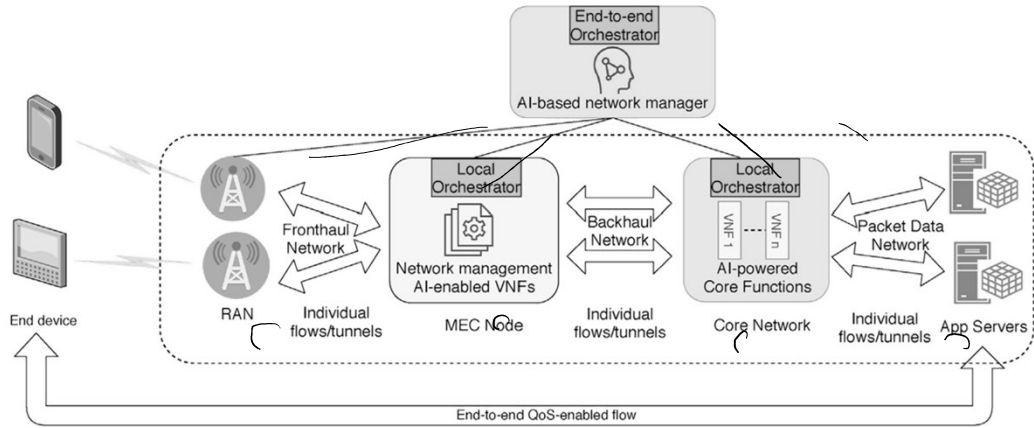 End-to-end
Orchestrator
AI-based network manager
Local
Orchestrator
Local
Orchestrator
Fronthaul
Network
Backhaul
Network
Packet Data
Network
VNF 1
VNF n
Network management
AI-enabled VNFs
AI-powered
Core Functions
End device
RAN
Individual
flows/tunnels
MEC Node
Individual
flows/tunnels
Core Network
Individual
flows/tunnels
App Servers
End-to-end QoS-enabled flow